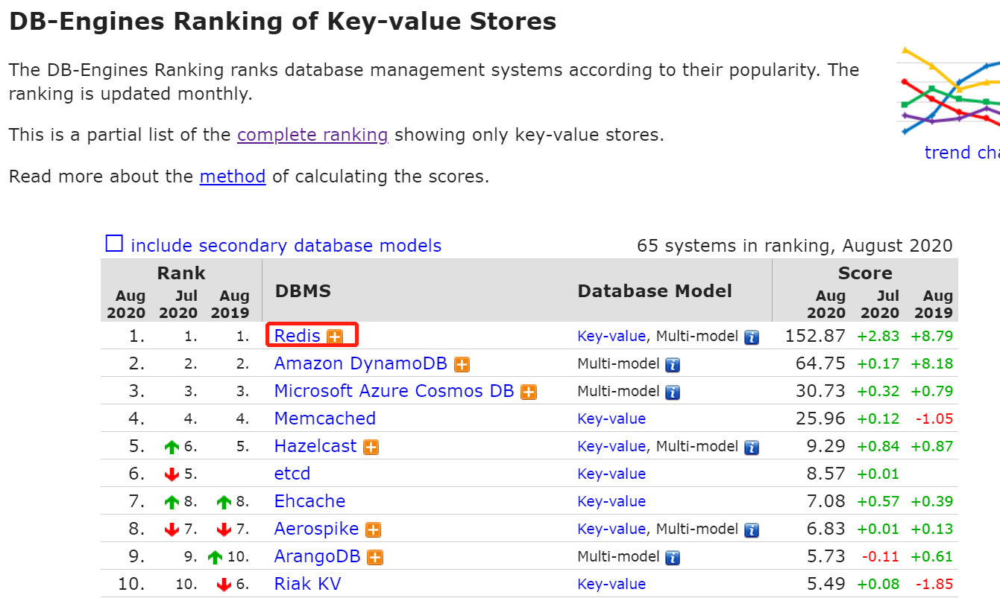 DB-Engines Ranking of Key-value Stores
The DB-Engines Ranking ranks database management systems according to their popularity. The
ranking is updated monthly.
This is a partial list of the complete ranking showing only key-value stores.
Read more about the method of calculating the scores.
trend cha
include secondary database models 65 systems in ranking, August 2020
Rank DBMS Database Model Score
Aug 2020 Jul 2020 Aug 2019 Aug 2020 Jul 2020 Aug 2019
1. 1. 1. Redis Key-value, Multi-model 152.87 +2.83 +8.79
2. 2. 2. Amazon DynamoDB Multi-model 64.75 +0.17 +8.18
3. 3. 3. Microsoft Azure Cosmos DB Multi-model 30.73 +0.32 +0.79
4. 4. 4. Memcached Key-value 25.96 +0.12 -1.05
5. 6. 5. Hazelcast Key-value, Multi-model 9.29 +0.84 +0.87
6. 5. etcd Key-value 8.57 +0.01
7. 8. 8. Ehcache Key-value 7.08 +0.57 +0.39
8. 7. 7. Aerospike Key-value, Multi-model 6.83 +0.01 +0.13
9. 9. 10. ArangoDB Multi-model 5.73 -0.11 +0.61
10. 10. 6. Riak KV Key-value 5.49 +0.08 -1.85